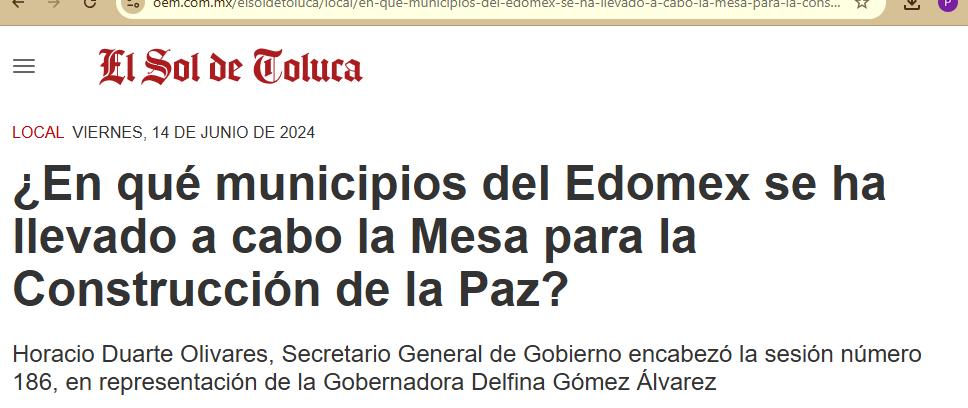 oem.com.mx/elsoldetoluca/local/en-que-municipios-del-edomex-se-ha-llevado-a-cabo-la-mesa-para-la-cons...
P
El Sol de Toluca
LOCAL VIERNES, 14 DE JUNIO DE 2024
¿En qué municipios del Edomex se ha
llevado a cabo la Mesa para la
Construcción de la Paz?
Horacio Duarte Olivares, Secretario General de Gobierno encabezó la sesión número
186, en representación de la Gobernadora Delfina Gómez Álvarez